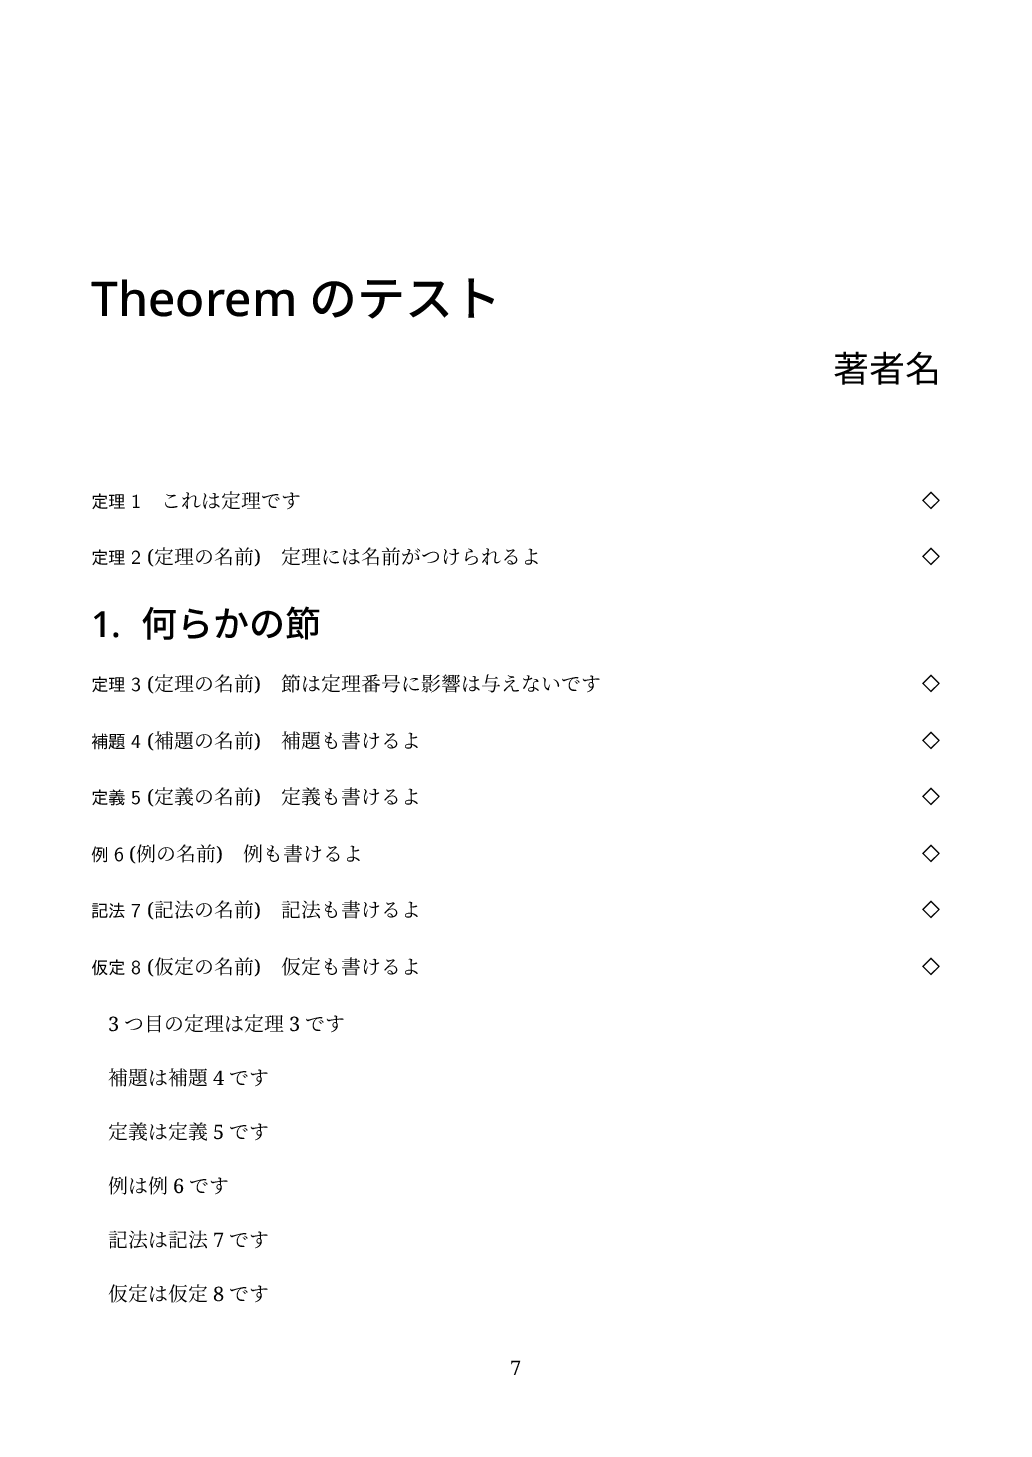 Theorem のテスト
著者名
定理 1　これは定理です ◇
定理 2 (定理の名前)　定理には名前がつけられるよ ◇
1. 何らかの節
定理 3 (定理の名前)　節は定理番号に影響は与えないです ◇
補題 4 (補題の名前)　補題も書けるよ ◇
定義 5 (定義の名前)　定義も書けるよ ◇
例 6 (例の名前)　例も書けるよ ◇
記法 7 (記法の名前)　記法も書けるよ ◇
仮定 8 (仮定の名前)　仮定も書けるよ ◇
3 つ目の定理は定理 3 です
補題は補題 4 です
定義は定義 5 です
例は例 6 です
記法は記法 7 です
仮定は仮定 8 です
7